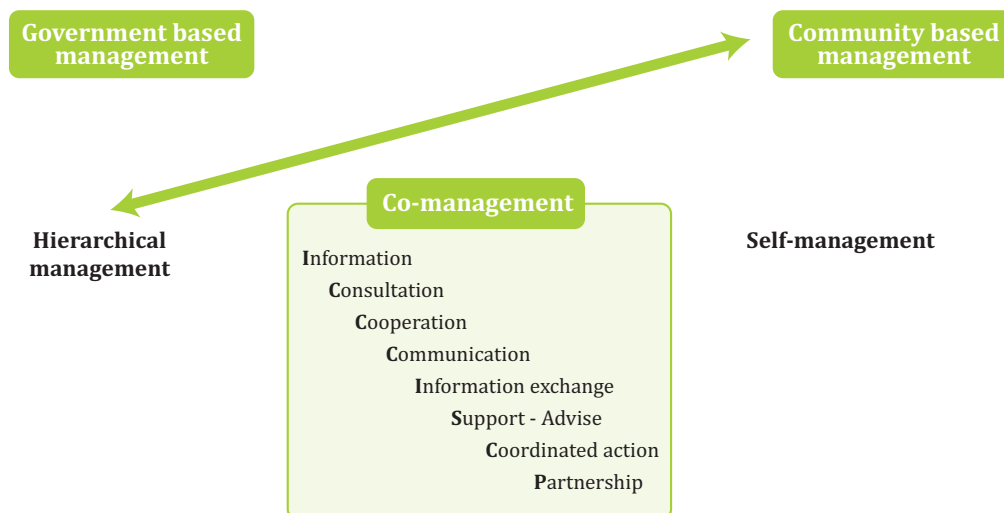 Government based
management
Community based
management
Co-management
Hierarchical
management
Self-management
Information
Consultation
Cooperation
Communication
Information exchange
Support - Advise
Coordinated action
Partnership